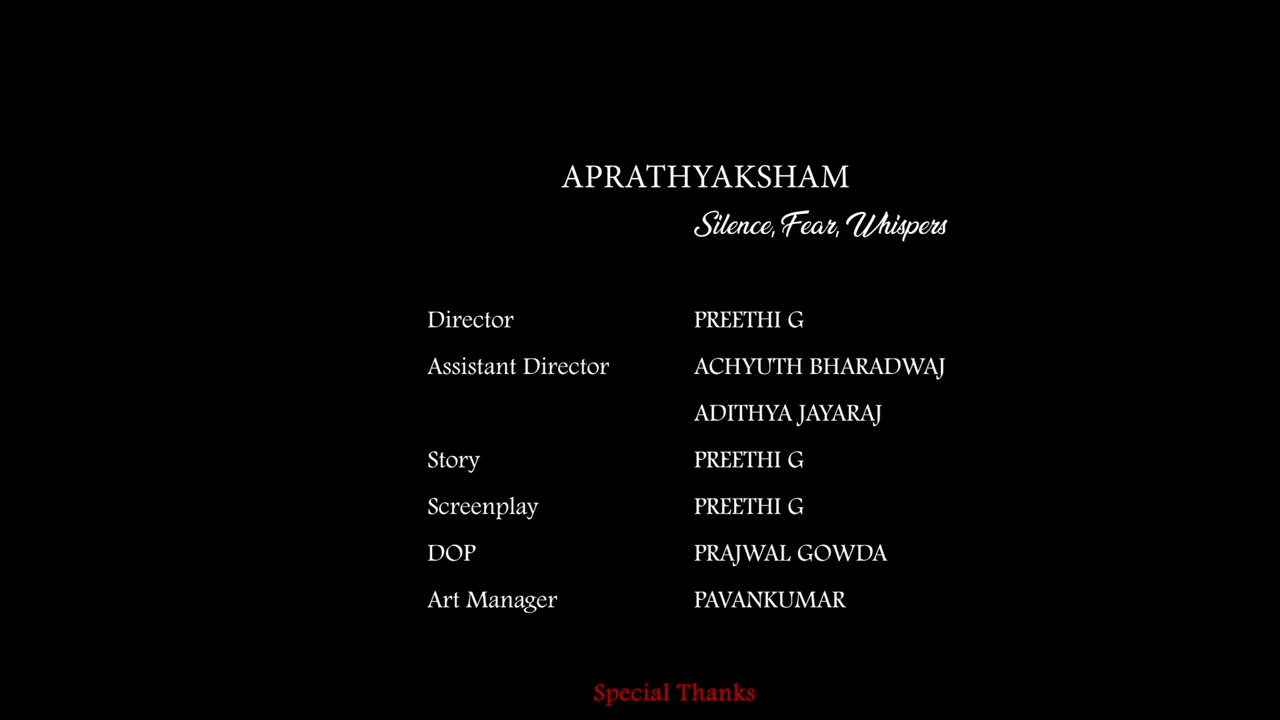 APRATHYAKSHAM
Silence, Fear, Whispers
Director PREETHI G
Assistant Director ACHYUTH BHARADWAJ
ADITHYA JAYARAJ
Story PREETHI G
Screenplay PREETHI G
DOP PRAJWAL GOWDA
Art Manager PAVANKUMAR
Special Thanks